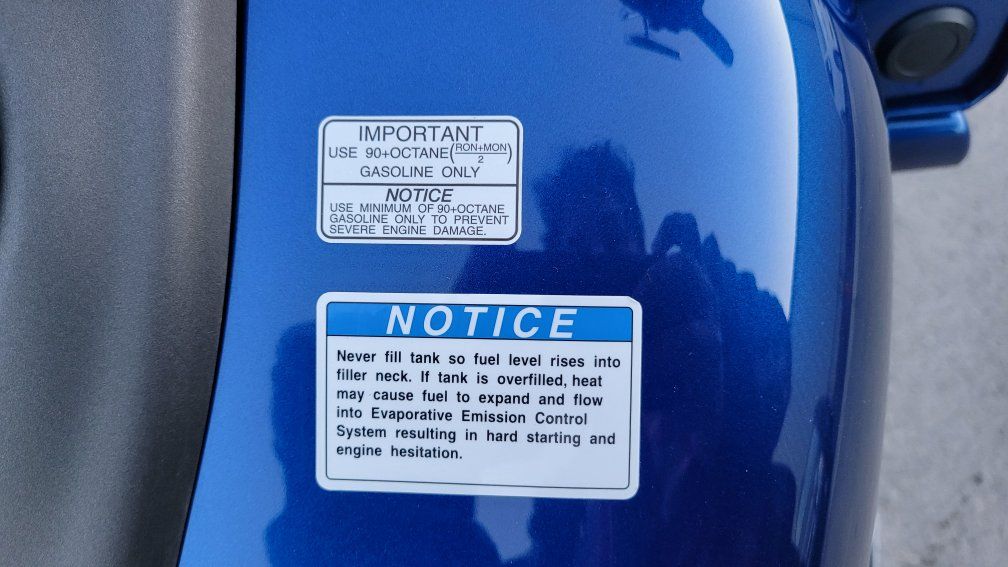 IMPORTANT
USE 90+OCTANE(RON+MON/2)
GASOLINE ONLY
NOTICE
USE MINIMUM OF 90+OCTANE
GASOLINE ONLY TO PREVENT
SEVERE ENGINE DAMAGE.
NOTICE
Never fill tank so fuel level rises into
filler neck. If tank is overfilled, heat
may cause fuel to expand and flow
into Evaporative Emission Control
System resulting in hard starting and
engine hesitation.